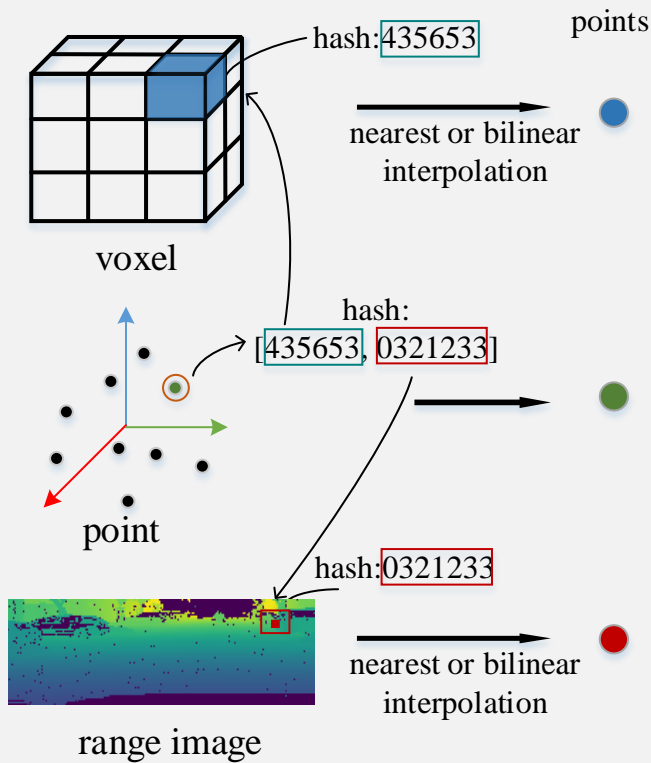 points
hash:435653
nearest or bilinear
interpolation
voxel
hash:
[435653, 0321233]
point
hash:0321233
nearest or bilinear
interpolation
range image